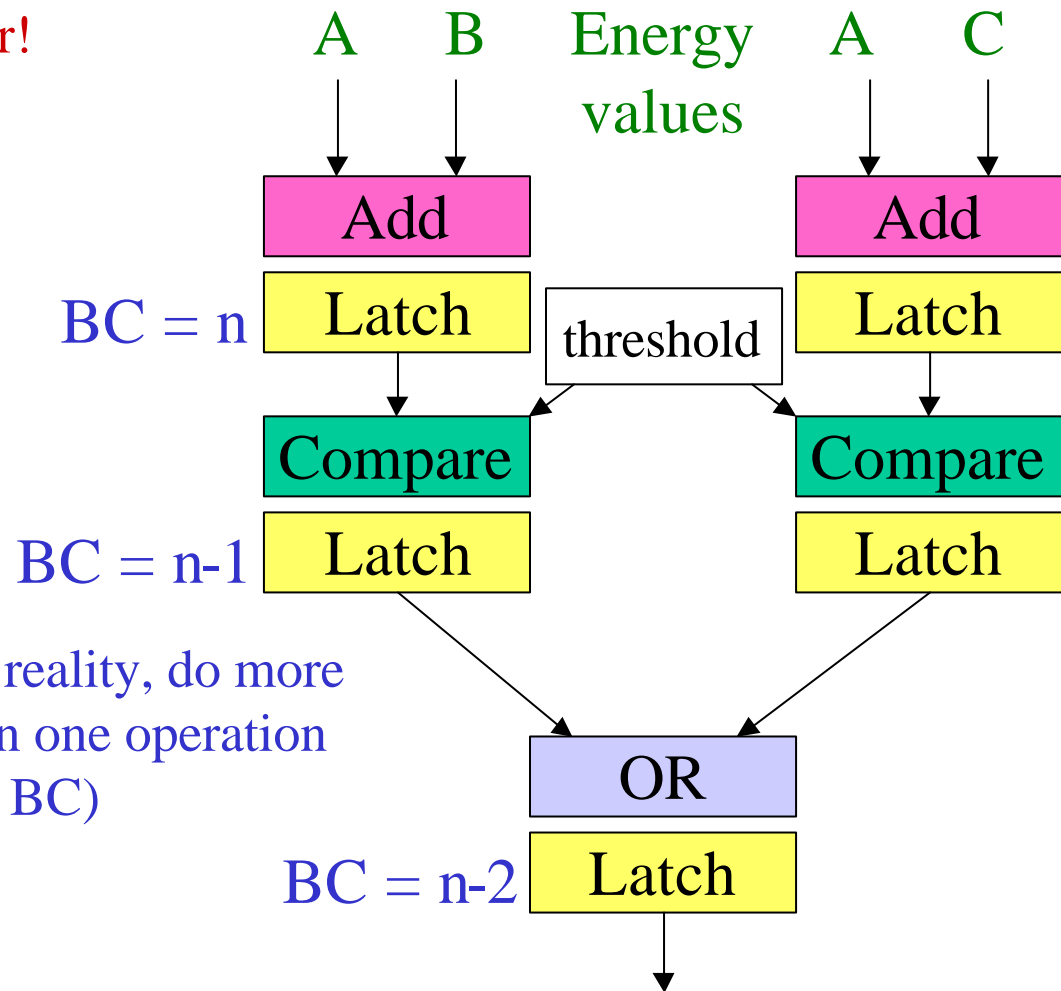 r!
A B Energy A C
values
Add Add
BC = n Latch Latch
threshold
Compare Compare
BC = n-1 Latch Latch
reality, do more
n one operation
BC)
OR
BC = n-2 Latch